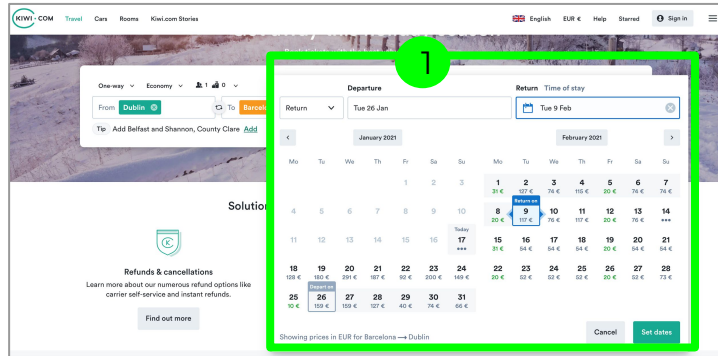 KIWI.COM Travel Cars Rooms Kiwi.com Stories English EUR € Help Starred Sign in
1
One-way Economy 1 0
From Dublin To Barcelo
Tip Add Belfast and Shannon, County Clare Add
Departure Return Time of stay
Return Tue 26 Jan Tue 9 Feb
January 2021 February 2021
Mo Tu We Th Fr Sa Su Mo Tu We Th Fr Sa Su
1 2 3 1 2 3 4 5 6 7
31 € 127 € 74 € 115 € 20 € 74 € 74 €
Return on
4 5 6 7 8 9 10 8 9 10 11 12 13 14
20 € 117 € 76 € 117 € 20 € 76 € •••
Today
11 12 13 14 15 16 17 15 16 17 18 19 20 21
••• 31 € 54 € 54 € 54 € 20 € 54 € 54 €
18 19 20 21 22 23 24 22 23 24 25 26 27 28
128 € 180 € 291 € 187 € 92 € 200 € 149 € 20 € 52 € 52 € 52 € 20 € 52 € 73 €
Depart on
25 26 27 28 29 30 31
10 € 159 € 159 € 127 € 40 € 74 € 66 €
Showing prices in EUR for Barcelona → Dublin Cancel Set dates
Solution
Refunds & cancellations
Learn more about our numerous refund options like
carrier self-service and instant refunds.
Find out more